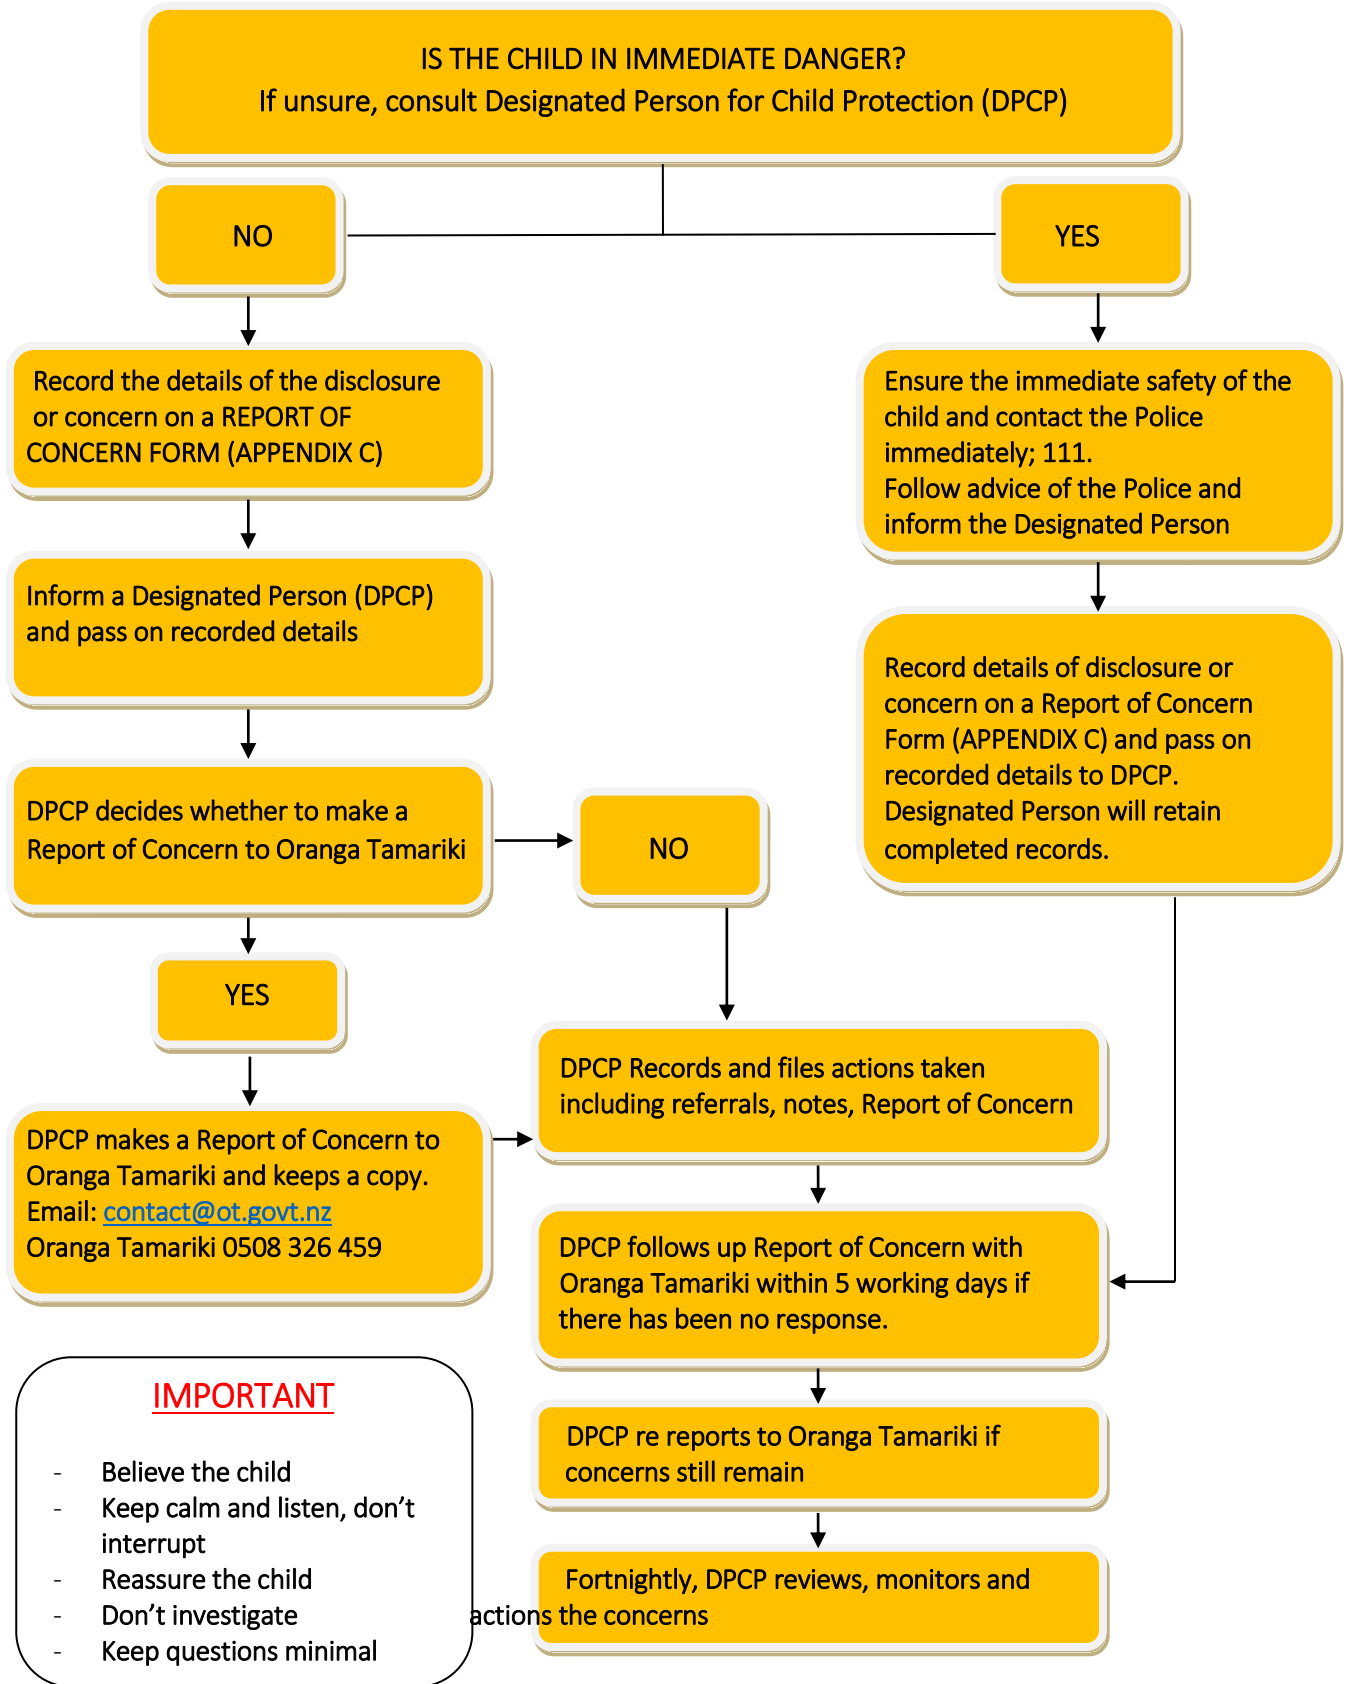 IS THE CHILD IN IMMEDIATE DANGER?
If unsure, consult Designated Person for Child Protection (DPCP)
NO
YES
Record the details of the disclosure
or concern on a REPORT OF
CONCERN FORM (APPENDIX C)
Ensure the immediate safety of the
child and contact the Police
immediately; 111.
Follow advice of the Police and
inform the Designated Person
Inform a Designated Person (DPCP)
and pass on recorded details
Record details of disclosure or
concern on a Report of Concern
Form (APPENDIX C) and pass on
recorded details to DPCP.
Designated Person will retain
completed records.
DPCP decides whether to make a
Report of Concern to Oranga Tamariki
NO
YES
DPCP Records and files actions taken
including referrals, notes, Report of Concern
DPCP makes a Report of Concern to
Oranga Tamariki and keeps a copy.
Email: contact@ot.govt.nz
Oranga Tamariki 0508 326 459
DPCP follows up Report of Concern with
Oranga Tamariki within 5 working days if
there has been no response.
DPCP re reports to Oranga Tamariki if
concerns still remain
Fortnightly, DPCP reviews, monitors and
actions the concerns
IMPORTANT
- Believe the child
- Keep calm and listen, don’t
interrupt
- Reassure the child
- Don’t investigate
- Keep questions minimal